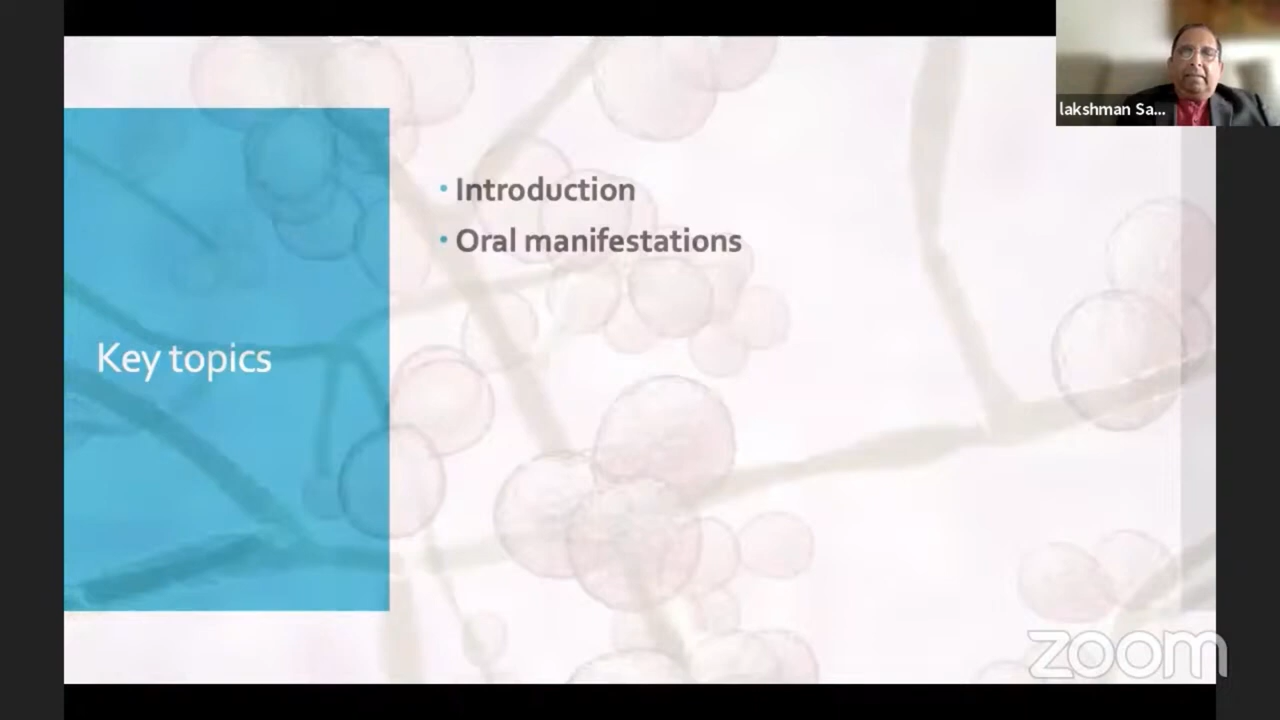 lakshman Sa...
• Introduction
• Oral manifestations
Key topics
zoom